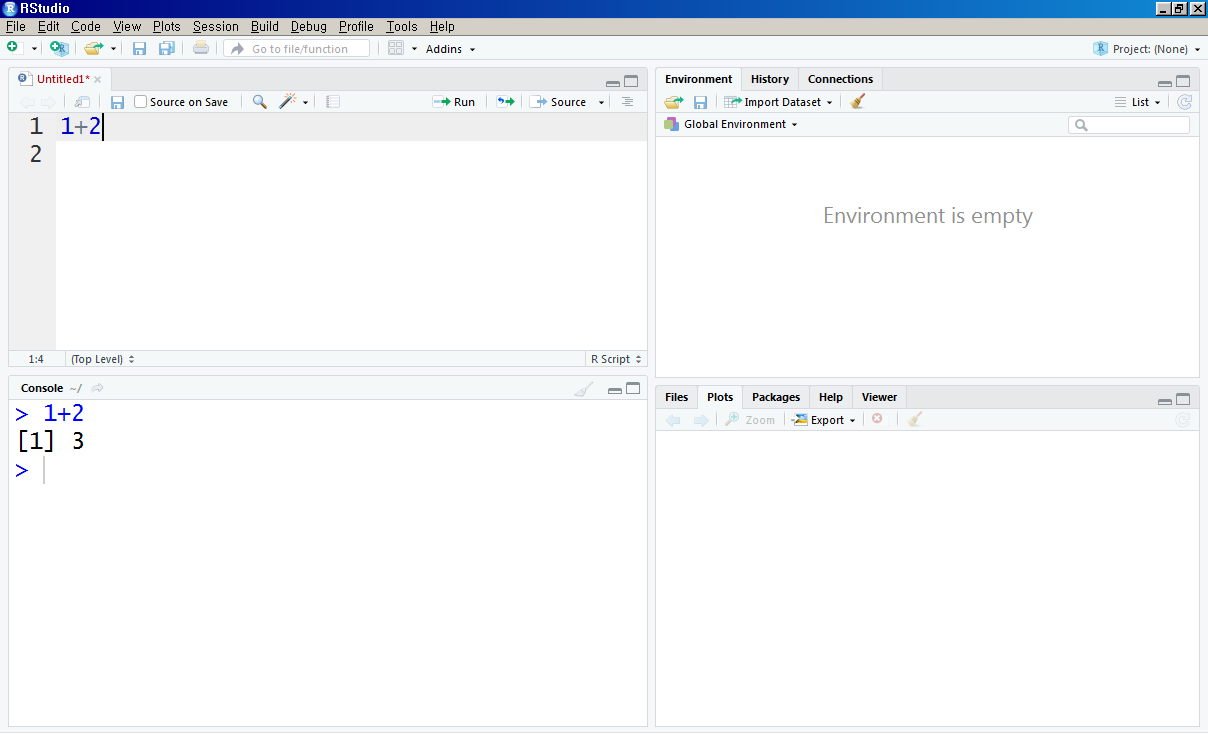 RStudio
File Edit Code View Plots Session Build Debug Profile Tools Help
Go to file/function Addins Project: (None)
Untitled1*
Source on Save Run Source
1 1+2
2
1:4 (Top Level) R Script
Console ~/
> 1+2
[1] 3
>
Environment History Connections
Import Dataset List
Global Environment
Environment is empty
Files Plots Packages Help Viewer
Zoom Export